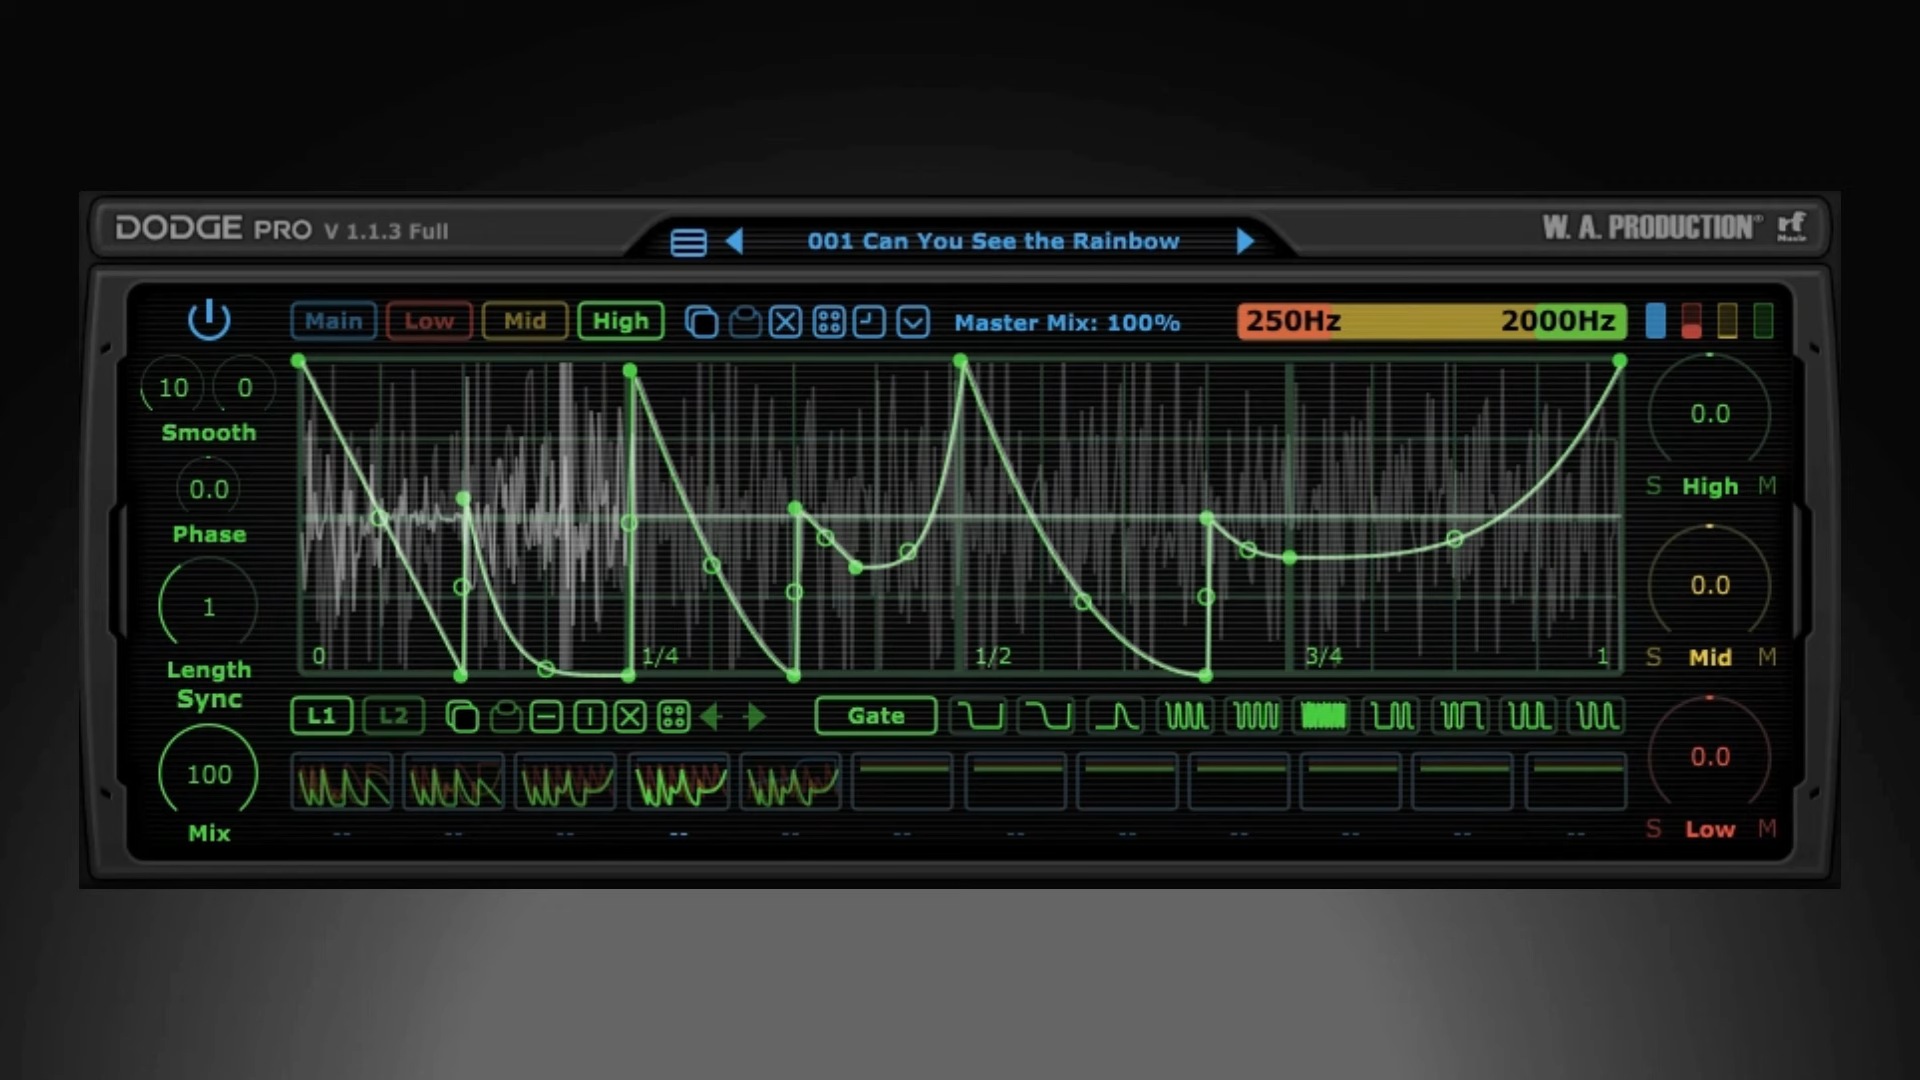 DODGE PRO V 1.1.3 Full
001 Can You See the Rainbow
W. A. PRODUCTION®
rf
Music
Main
Low
Mid
High
Master Mix: 100%
250Hz
2000Hz
10
0
Smooth
0.0
Phase
1
Length
Sync
100
Mix
0
1/4
1/2
3/4
1
L1
L2
Gate
-- -- -- -- -- -- -- -- -- -- -- --
0.0
S High M
0.0
S Mid M
0.0
S Low M